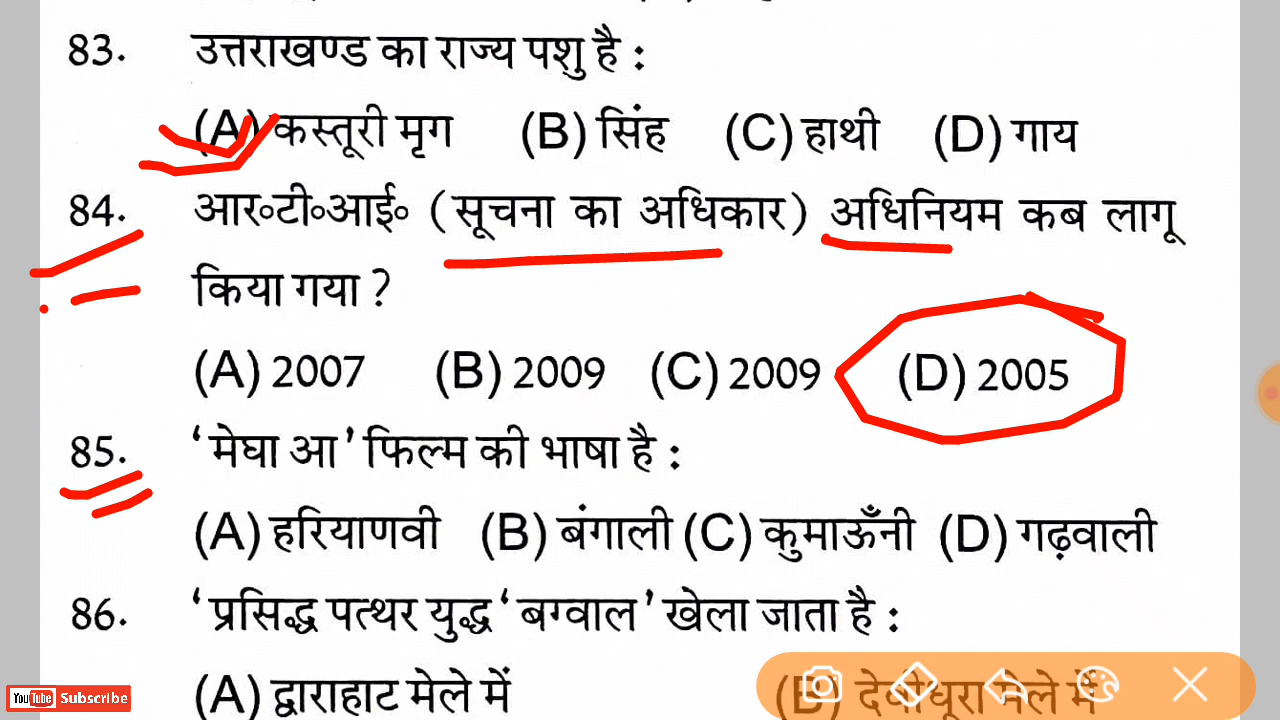 83. उत्तराखण्ड का राज्य पशु है :
(A) कस्तूरी मृग (B) सिंह (C) हाथी (D) गाय
84. आर०टी०आई० (सूचना का अधिकार) अधिनियम कब लागू
किया गया ?
(A) 2007 (B) 2009 (C) 2009 (D) 2005
85. ‘मेघा आ’ फिल्म की भाषा है :
(A) हरियाणवी (B) बंगाली (C) कुमाऊँनी (D) गढ़वाली
86. ‘प्रसिद्ध पत्थर युद्ध ‘बग्वाल’ खेला जाता है :
(A) द्वाराहाट मेले में (B) देवीधूरा मेले में
YouTube Subscribe